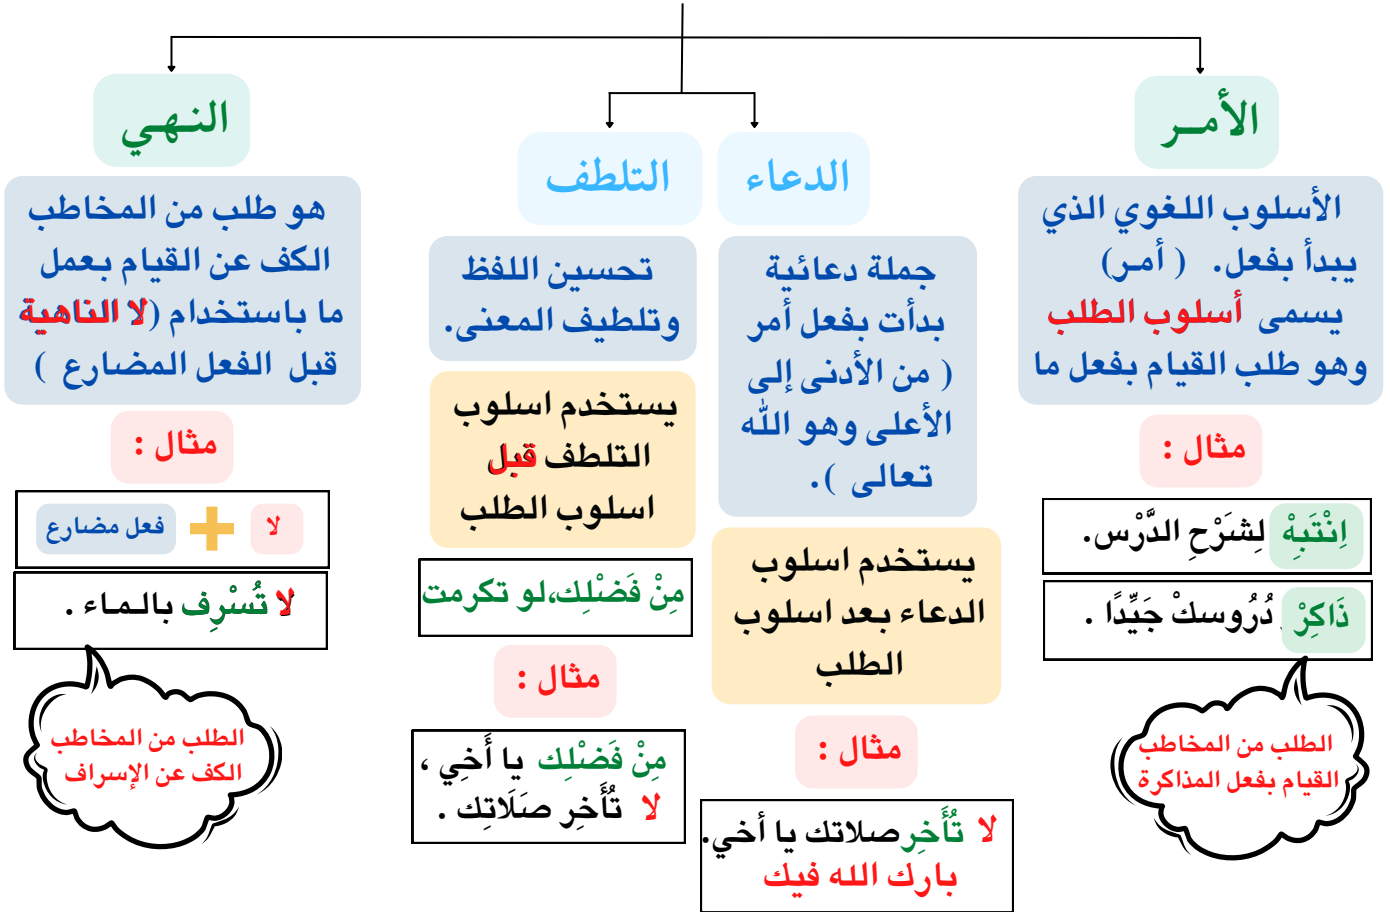 الأمـر
الأسلوب اللغوي الذي
يبدأ بفعل. ( أمر)
يسمى أسلوب الطلب
وهو طلب القيام بفعل ما
مثال :
اِنْتَبِهْ لِشَرْحِ الدَّرْس.
ذَاكِرْ دُرُوسكْ جَيِّدًا .
الطلب من المخاطب
القيام بفعل المذاكرة
الدعاء
جملة دعائية
بدأت بفعل أمر
( من الأدنى إلى
الأعلى وهو الله
تعالى ).
يستخدم اسلوب
الدعاء بعد اسلوب
الطلب
مثال :
لا تُأَخِر صلاتك يا أخي.
بارك الله فيك
التلطف
تحسين اللفظ
وتلطيف المعنى.
يستخدم اسلوب
التلطف قبل
اسلوب الطلب
مِنْ فَضْلِك،لو تكرمت
مثال :
مِنْ فَضْلِك يا أَخِي ،
لا تُأَخِر صَلَاتِك .
النهي
هو طلب من المخاطب
الكف عن القيام بعمل
ما باستخدام (لا الناهية
قبل الفعل المضارع )
مثال :
لا + فعل مضارع
لا تُسْرِف بالماء .
الطلب من المخاطب
الكف عن الإسراف